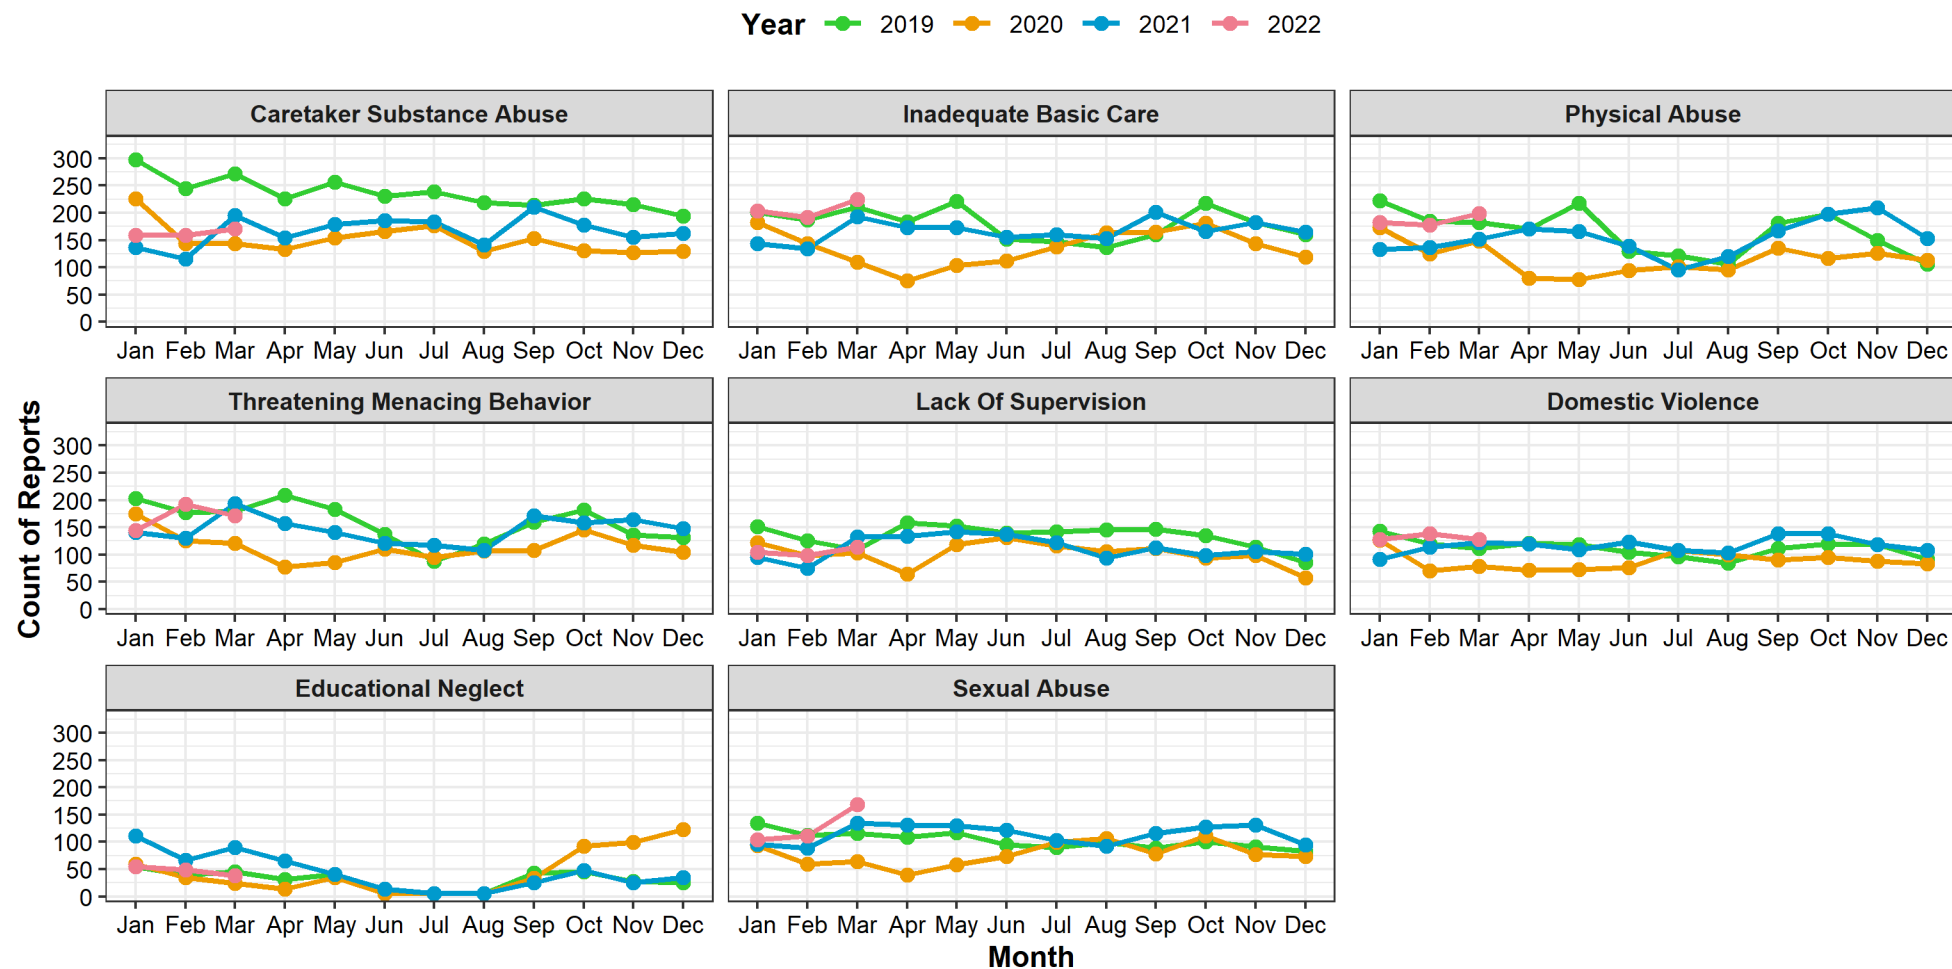 Year 2019 2020 2021 2022
Caretaker Substance Abuse Inadequate Basic Care Physical Abuse
300
250
200
150
100
50
0
Jan Feb Mar Apr May Jun Jul Aug Sep Oct Nov Dec Jan Feb Mar Apr May Jun Jul Aug Sep Oct Nov Dec Jan Feb Mar Apr May Jun Jul Aug Sep Oct Nov Dec
Threatening Menacing Behavior Lack Of Supervision Domestic Violence
Count of Reports
300
250
200
150
100
50
0
Jan Feb Mar Apr May Jun Jul Aug Sep Oct Nov Dec Jan Feb Mar Apr May Jun Jul Aug Sep Oct Nov Dec Jan Feb Mar Apr May Jun Jul Aug Sep Oct Nov Dec
Educational Neglect Sexual Abuse
300
250
200
150
100
50
0
Jan Feb Mar Apr May Jun Jul Aug Sep Oct Nov Dec Jan Feb Mar Apr May Jun Jul Aug Sep Oct Nov Dec
Month